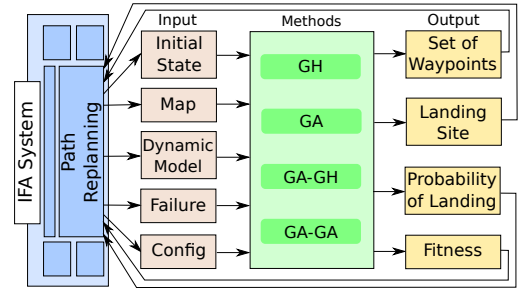 Input
Methods
Output
IFA System
Path
Replanning
Initial
State
Map
Dynamic
Model
Failure
Config
GH
GA
GA-GH
GA-GA
Set of
Waypoints
Landing
Site
Probability
of Landing
Fitness